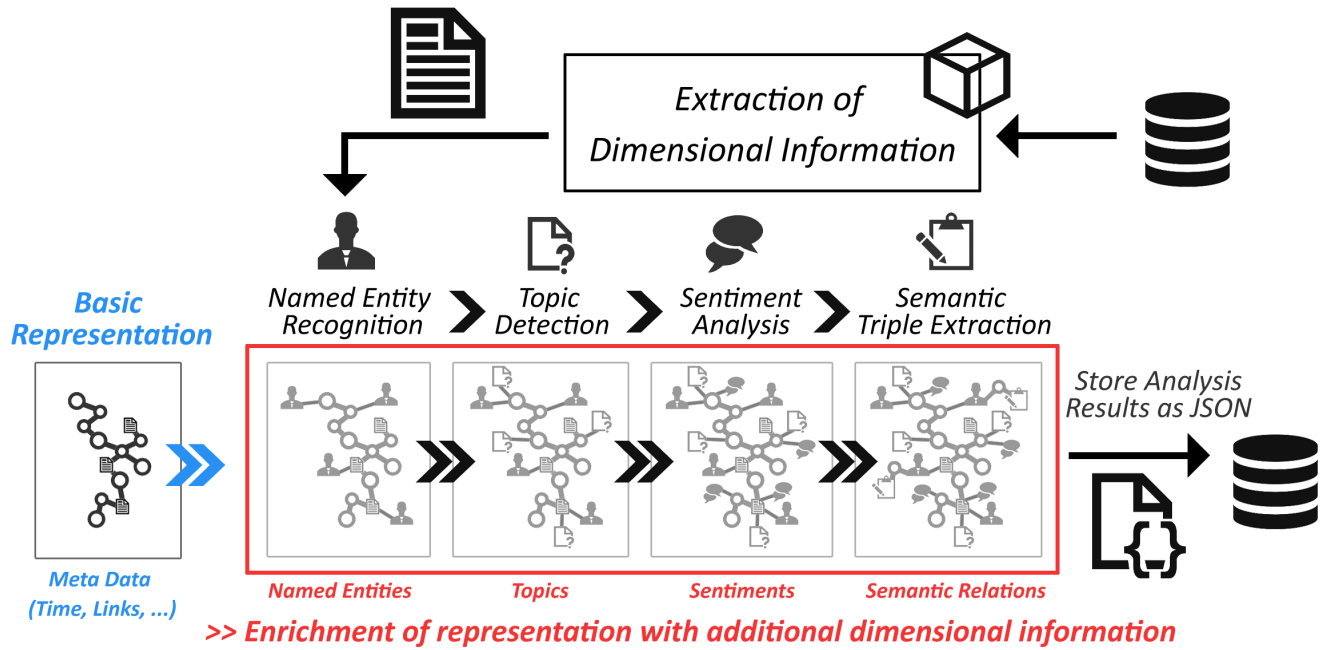 Extraction of
Dimensional Information
Named Entity
Recognition
Topic
Detection
Sentiment
Analysis
Semantic
Triple Extraction
Basic
Representation
Meta Data
(Time, Links, ...)
Named Entities
Topics
Sentiments
Semantic Relations
Store Analysis
Results as JSON
{}
>> Enrichment of representation with additional dimensional information